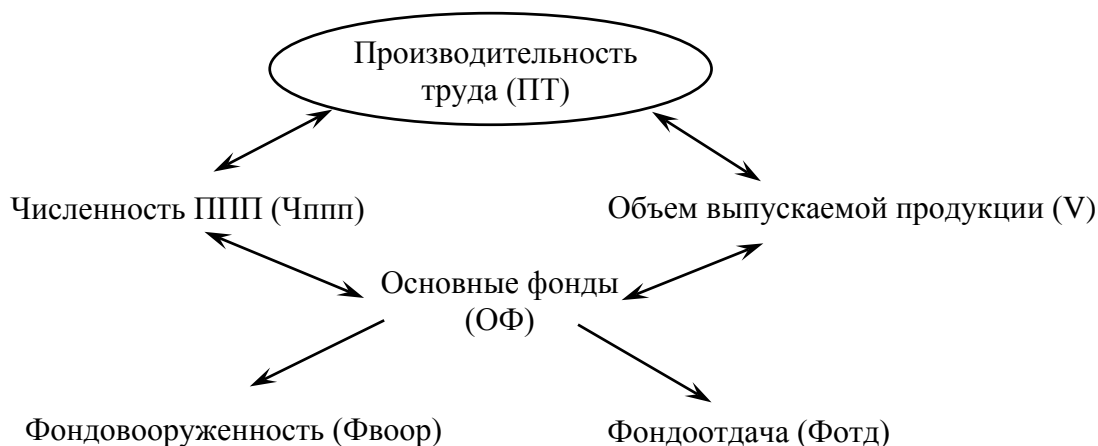 Производительность
труда (ПТ)
Численность ППП (Чппп)
Объем выпускаемой продукции (V)
Основные фонды
(ОФ)
Фондовооруженность (Фвоор)
Фондоотдача (Фотд)